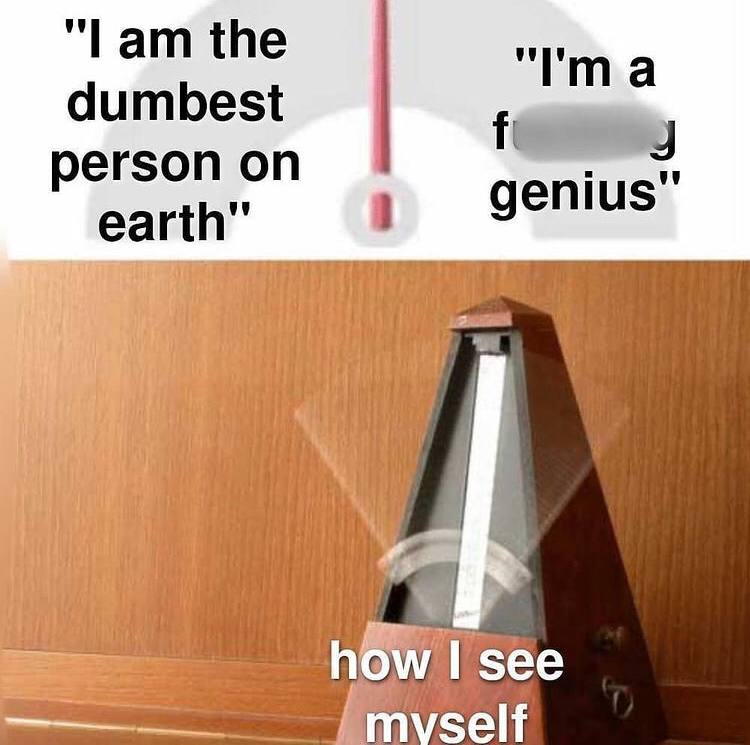 "I am the
dumbest
person on
earth"
"I'm a
genius"
how I see
myself